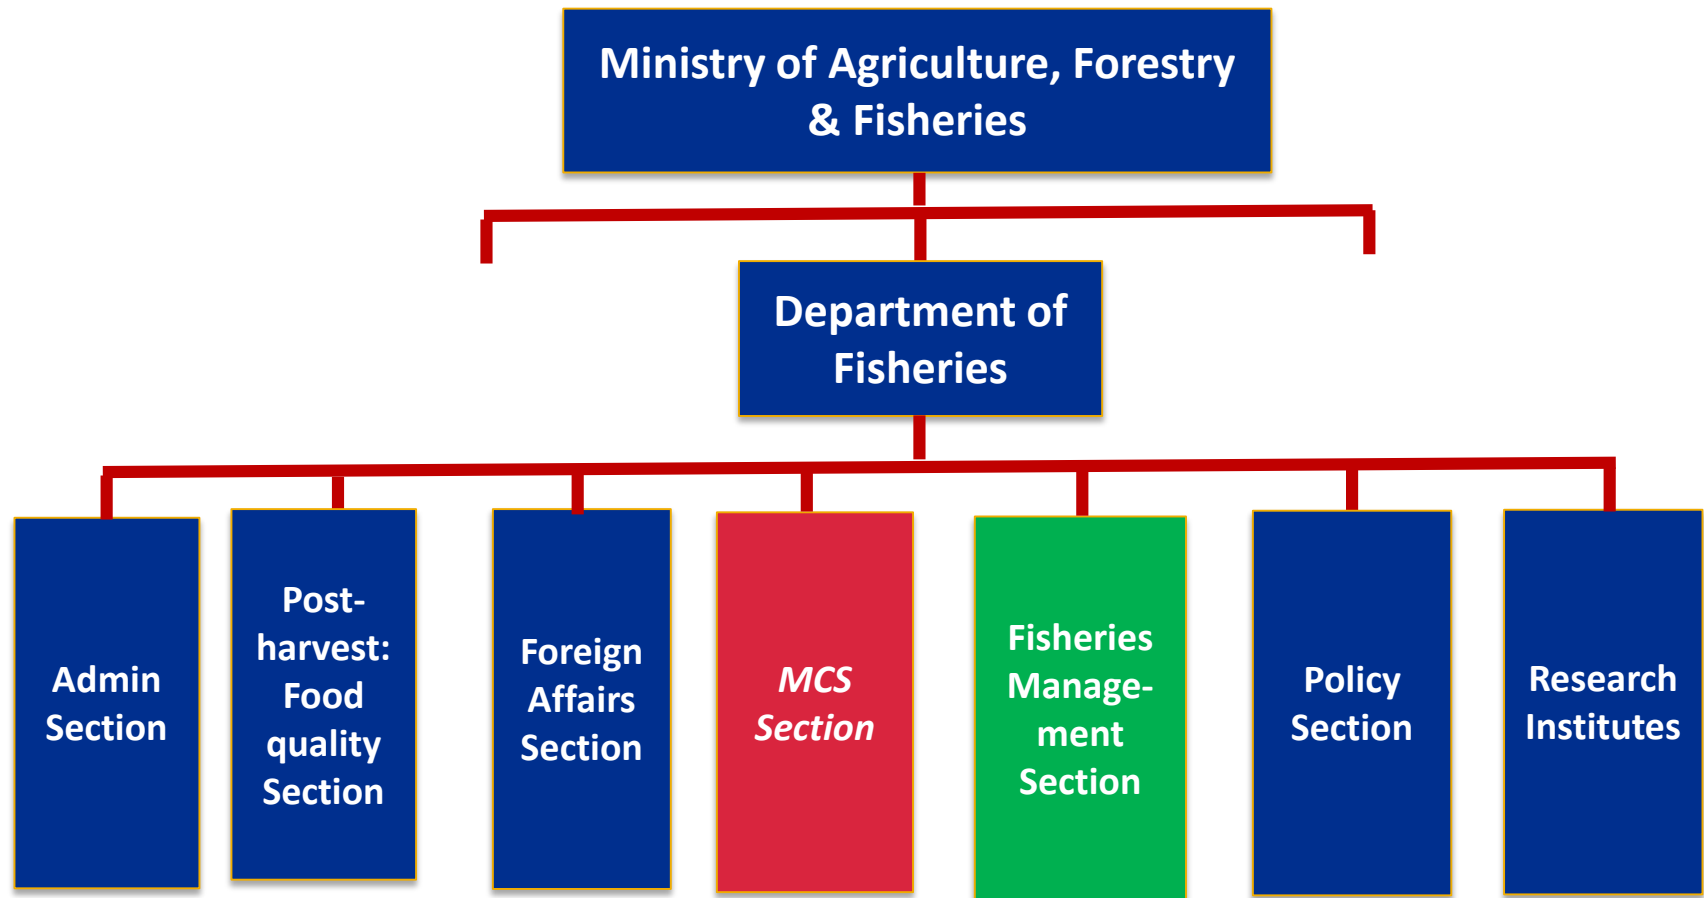 Ministry of Agriculture, Forestry
& Fisheries
Department of
Fisheries
Admin
Section
Post-
harvest:
Food
quality
Section
Foreign
Affairs
Section
MCS
Section
Fisheries
Manage-
ment
Section
Policy
Section
Research
Institutes